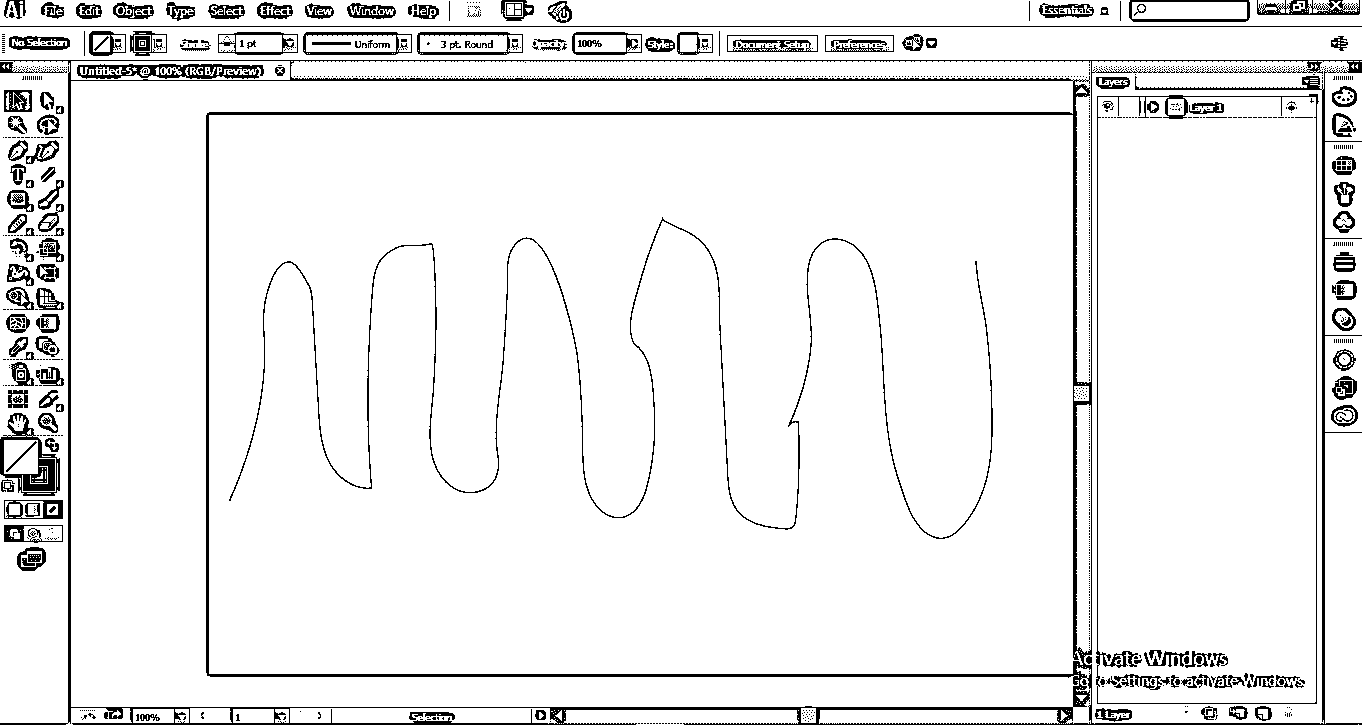 Ai File Edit Object Type Select Effect View Window Help Essentials
No Selection 1 pt Uniform 3 pt. Round Opacity: 100% Style: Document Setup Preferences
Untitled-5* @ 100% (RGB/Preview)
Layers
Layer 1
Activate Windows
Go to Settings to activate Windows.
100% 1 Selection 1 Layer